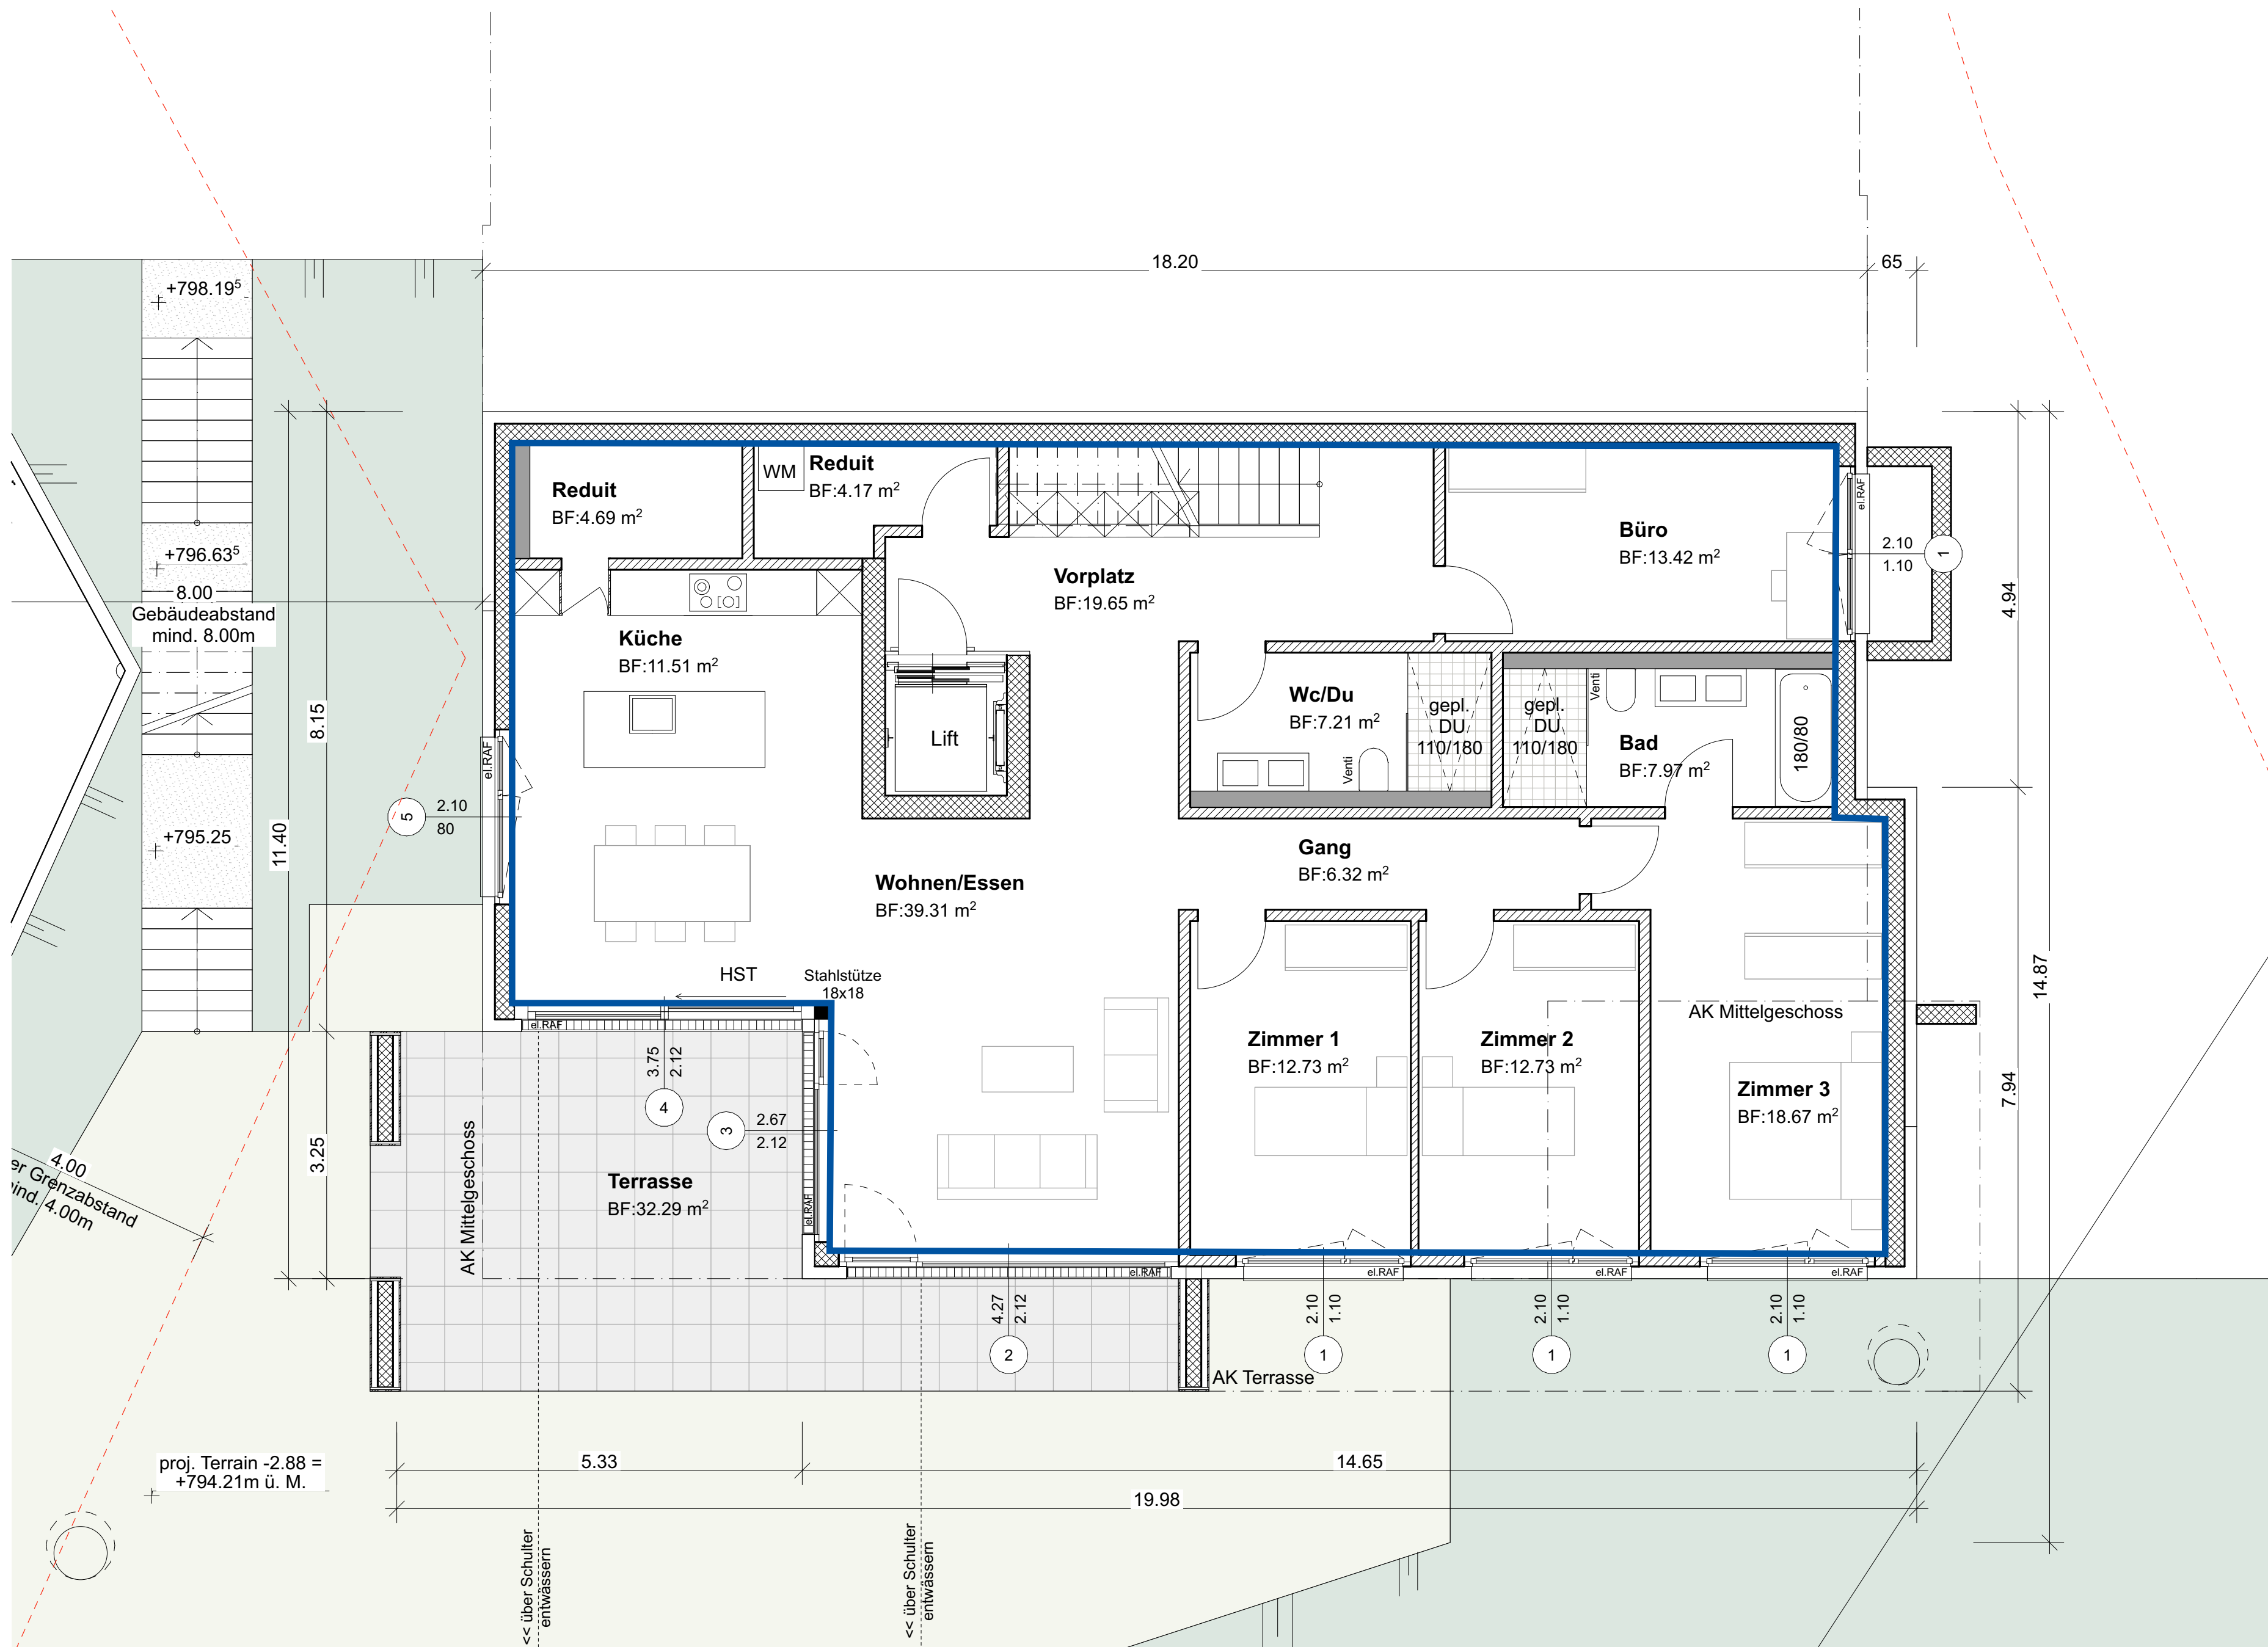 18.20
65
+798.19⁵
+796.63⁵
8.00
Gebäudeabstand
mind. 8.00m
+795.25
11.40
8.15
3.25
4.94
7.94
14.87
Reduit
BF:4.69 m²
WM
Reduit
BF:4.17 m²
Vorplatz
BF:19.65 m²
Büro
BF:13.42 m²
el.RAF
2.10
1.10
1
Küche
BF:11.51 m²
Lift
Wc/Du
BF:7.21 m²
Venti
gepl.
DU
110/180
gepl.
DU
110/180
Venti
Bad
BF:7.97 m²
180/80
el.RAF
5
2.10
80
Wohnen/Essen
BF:39.31 m²
Gang
BF:6.32 m²
HST
Stahlstütze
18x18
el.RAF
3.75
2.12
4
3
2.67
2.12
el.RAF
Zimmer 1
BF:12.73 m²
Zimmer 2
BF:12.73 m²
AK Mittelgeschoss
Zimmer 3
BF:18.67 m²
AK Mittelgeschoss
Terrasse
BF:32.29 m²
4.00
er Grenzabstand
ind. 4.00m
el.RAF
el.RAF
el.RAF
el.RAF
4.27
2.12
2
2.10
1.10
1
2.10
1.10
1
2.10
1.10
1
AK Terrasse
5.33
14.65
19.98
proj. Terrain -2.88 =
+794.21m ü. M.
<< über Schulter
entwässern
<< über Schulter
entwässern